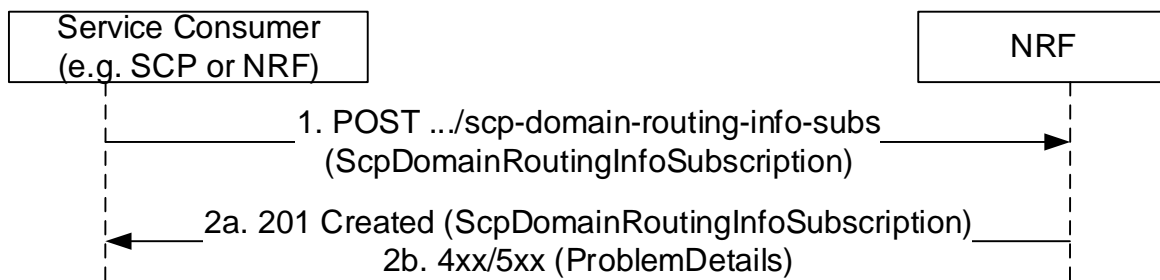 Service Consumer
(e.g. SCP or NRF)
NRF
1. POST .../scp-domain-routing-info-subs
(ScpDomainRoutingInfoSubscription)
2a. 201 Created (ScpDomainRoutingInfoSubscription)
2b. 4xx/5xx (ProblemDetails)